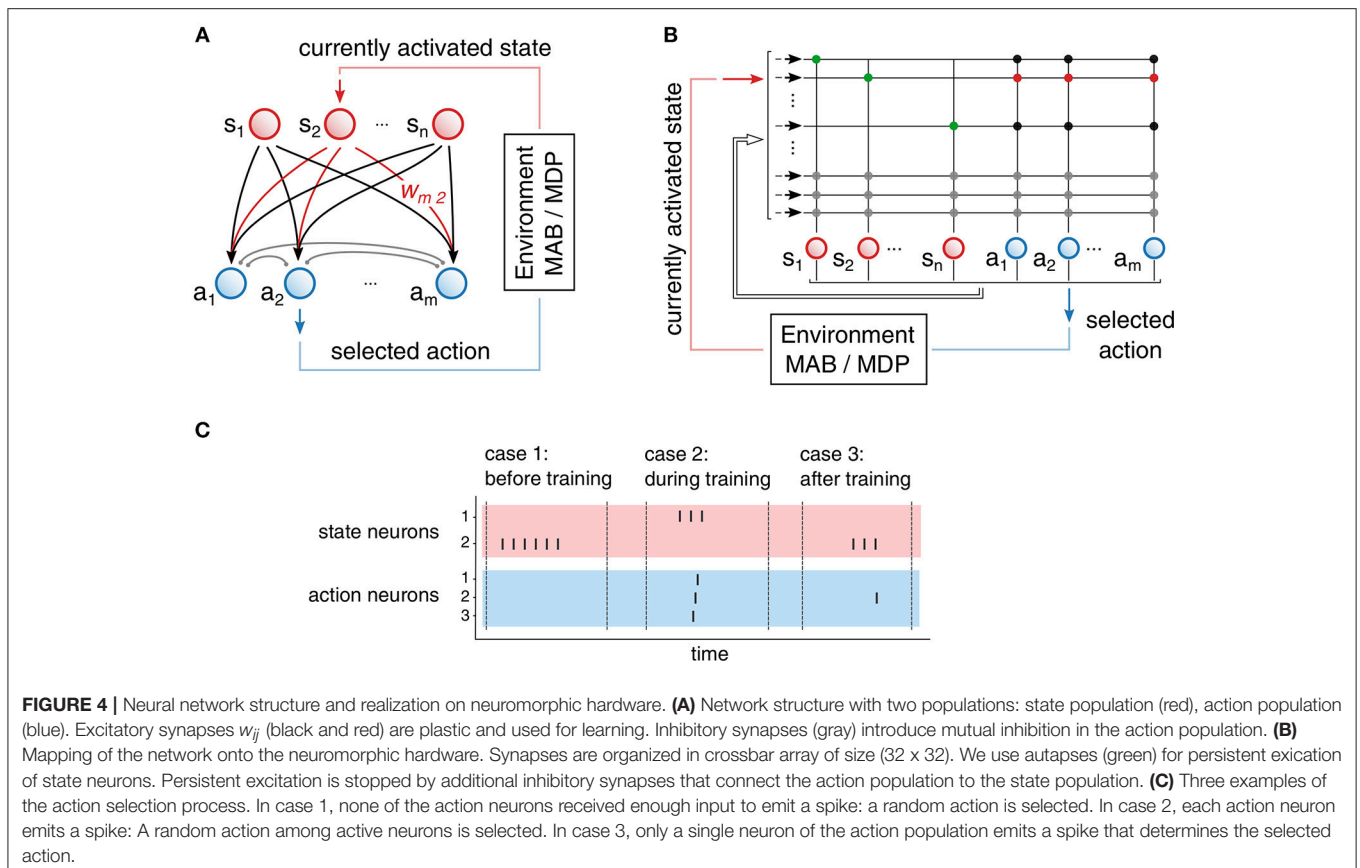 A
currently activated state
s1 s2 ... sn
wm 2
Environment
MAB / MDP
a1 a2 ... am
selected action
B
currently activated state
⋮
⋮
s1 s2 ... sn a1 a2 ... am
Environment
MAB / MDP
selected
action
C
case 1:
before training
case 2:
during training
case 3:
after training
state neurons
1
2
action neurons
1
2
3
time
FIGURE 4 | Neural network structure and realization on neuromorphic hardware. (A) Network structure with two populations: state population (red), action population
(blue). Excitatory synapses wij (black and red) are plastic and used for learning. Inhibitory synapses (gray) introduce mutual inhibition in the action population. (B)
Mapping of the network onto the neuromorphic hardware. Synapses are organized in crossbar array of size (32 x 32). We use autapses (green) for persistent exication
of state neurons. Persistent excitation is stopped by additional inhibitory synapses that connect the action population to the state population. (C) Three examples of
the action selection process. In case 1, none of the action neurons received enough input to emit a spike: a random action is selected. In case 2, each action neuron
emits a spike: A random action among active neurons is selected. In case 3, only a single neuron of the action population emits a spike that determines the selected
action.